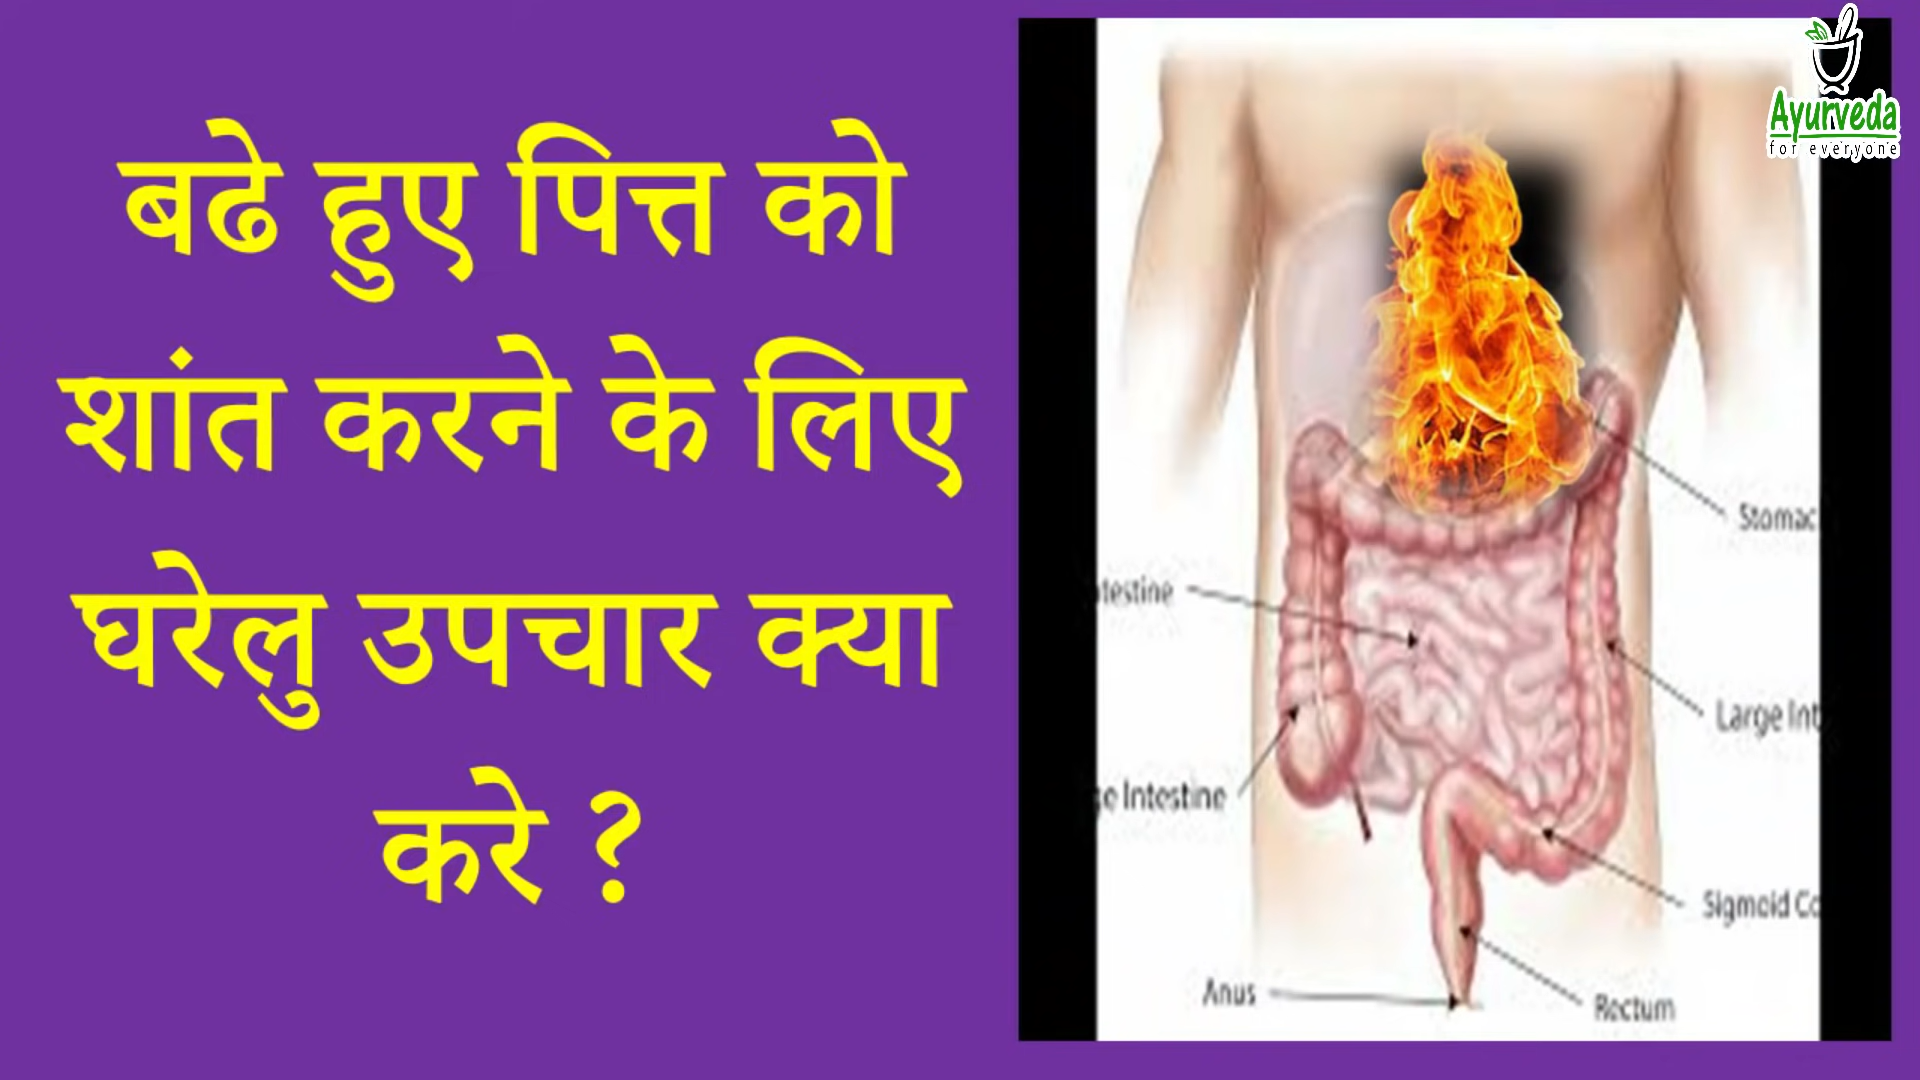 बढे हुए पित्त को
शांत करने के लिए
घरेलु उपचार क्या
करे ?
Ayurveda
for everyone
Stomac
testine
Large Int
e Intestine
Sigmoid Co
Anus
Rectum